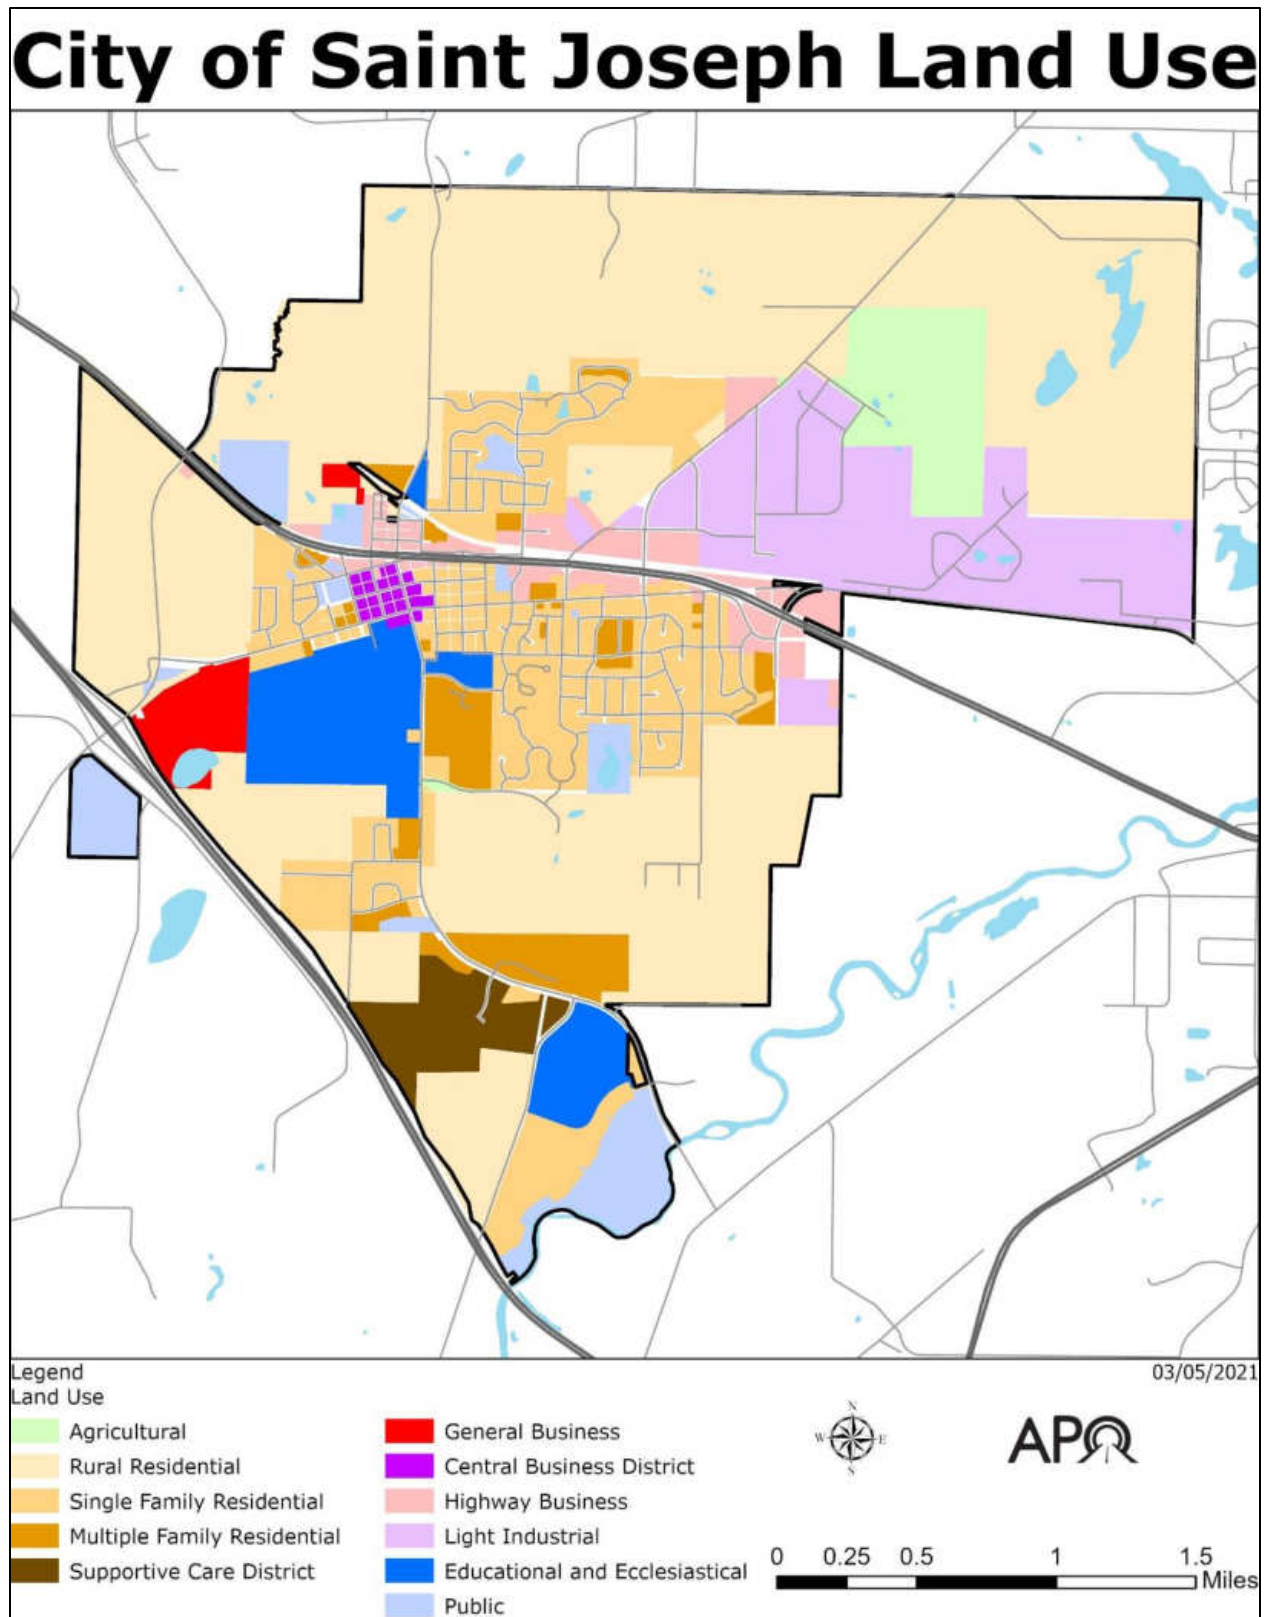 City of Saint Joseph Land Use
Legend
03/05/2021
Land Use
Agricultural
Rural Residential
Single Family Residential
Multiple Family Residential
Supportive Care District
General Business
Central Business District
Highway Business
Light Industrial
Educational and Ecclesiastical
Public
N
W E
S
APO
0 0.25 0.5 1 1.5
Miles